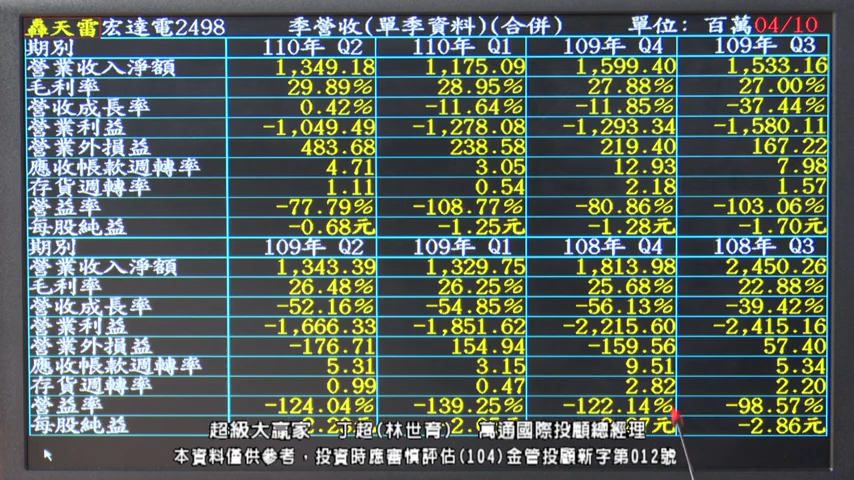 轟天雷 宏達電2498 季營收(單季資料)(合併) 單位: 百萬 04/10
期別 110年 Q2 110年 Q1 109年 Q4 109年 Q3
營業收入淨額 1,349.18 1,175.09 1,599.40 1,533.16
毛利率 29.89% 28.95% 27.88% 27.00%
營收成長率 0.42% -11.64% -11.85% -37.44%
營業利益 -1,049.49 -1,278.08 -1,293.34 -1,580.11
營業外損益 483.68 238.58 219.40 167.22
應收帳款週轉率 4.71 3.05 12.93 7.98
存貨週轉率 1.11 0.54 2.18 1.57
營益率 -77.79% -108.77% -80.86% -103.06%
每股純益 -0.68元 -1.25元 -1.28元 -1.70元
期別 109年 Q2 109年 Q1 108年 Q4 108年 Q3
營業收入淨額 1,343.39 1,329.75 1,813.98 2,450.26
毛利率 26.48% 26.25% 25.68% 22.88%
營收成長率 -52.16% -54.85% -56.13% -39.42%
營業利益 -1,666.33 -1,851.62 -2,215.60 -2,415.16
營業外損益 -176.71 154.94 -159.56 57.40
應收帳款週轉率 5.31 3.15 9.51 5.34
存貨週轉率 0.99 0.47 2.82 2.20
營益率 -124.04% -139.25% -122.14% -98.57%
每股純益 -2.86元
超級大贏家 丁超(林世育) 萬通國際投顧總經理
本資料僅供參考，投資時應審慎評估(104)金管投顧新字第012號